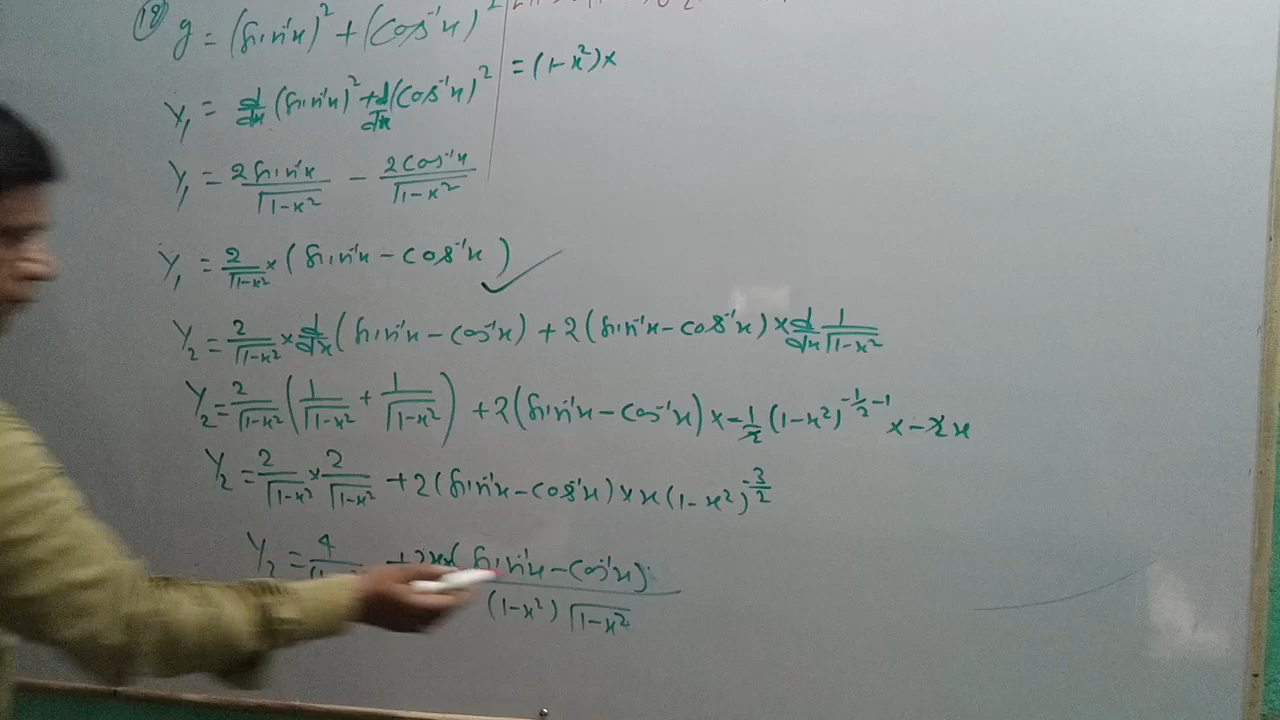 (18) y = (sin⁻¹x)² + (cos⁻¹x)²
= (1-x²)×
Y₁ = d/dx (sin⁻¹x)² + d/dx (cos⁻¹x)²
Y₁ = 2sin⁻¹x/√1-x² - 2cos⁻¹x/√1-x²
Y₁ = 2/√1-x² × (sin⁻¹x - cos⁻¹x)
Y₂ = 2/√1-x² × d/dx (sin⁻¹x - cos⁻¹x) + 2(sin⁻¹x - cos⁻¹x) × d/dx 1/√1-x²
Y₂ = 2/√1-x² (1/√1-x² + 1/√1-x²) + 2(sin⁻¹x - cos⁻¹x) × -1/2 (1-x²)^(-1/2 -1) × -2x
Y₂ = 2/√1-x² × 2/√1-x² + 2(sin⁻¹x - cos⁻¹x) × x (1-x²)^(-3/2)
Y₂ = 4 + 2x × (sin⁻¹x - cos⁻¹x)/(1-x²) √1-x²